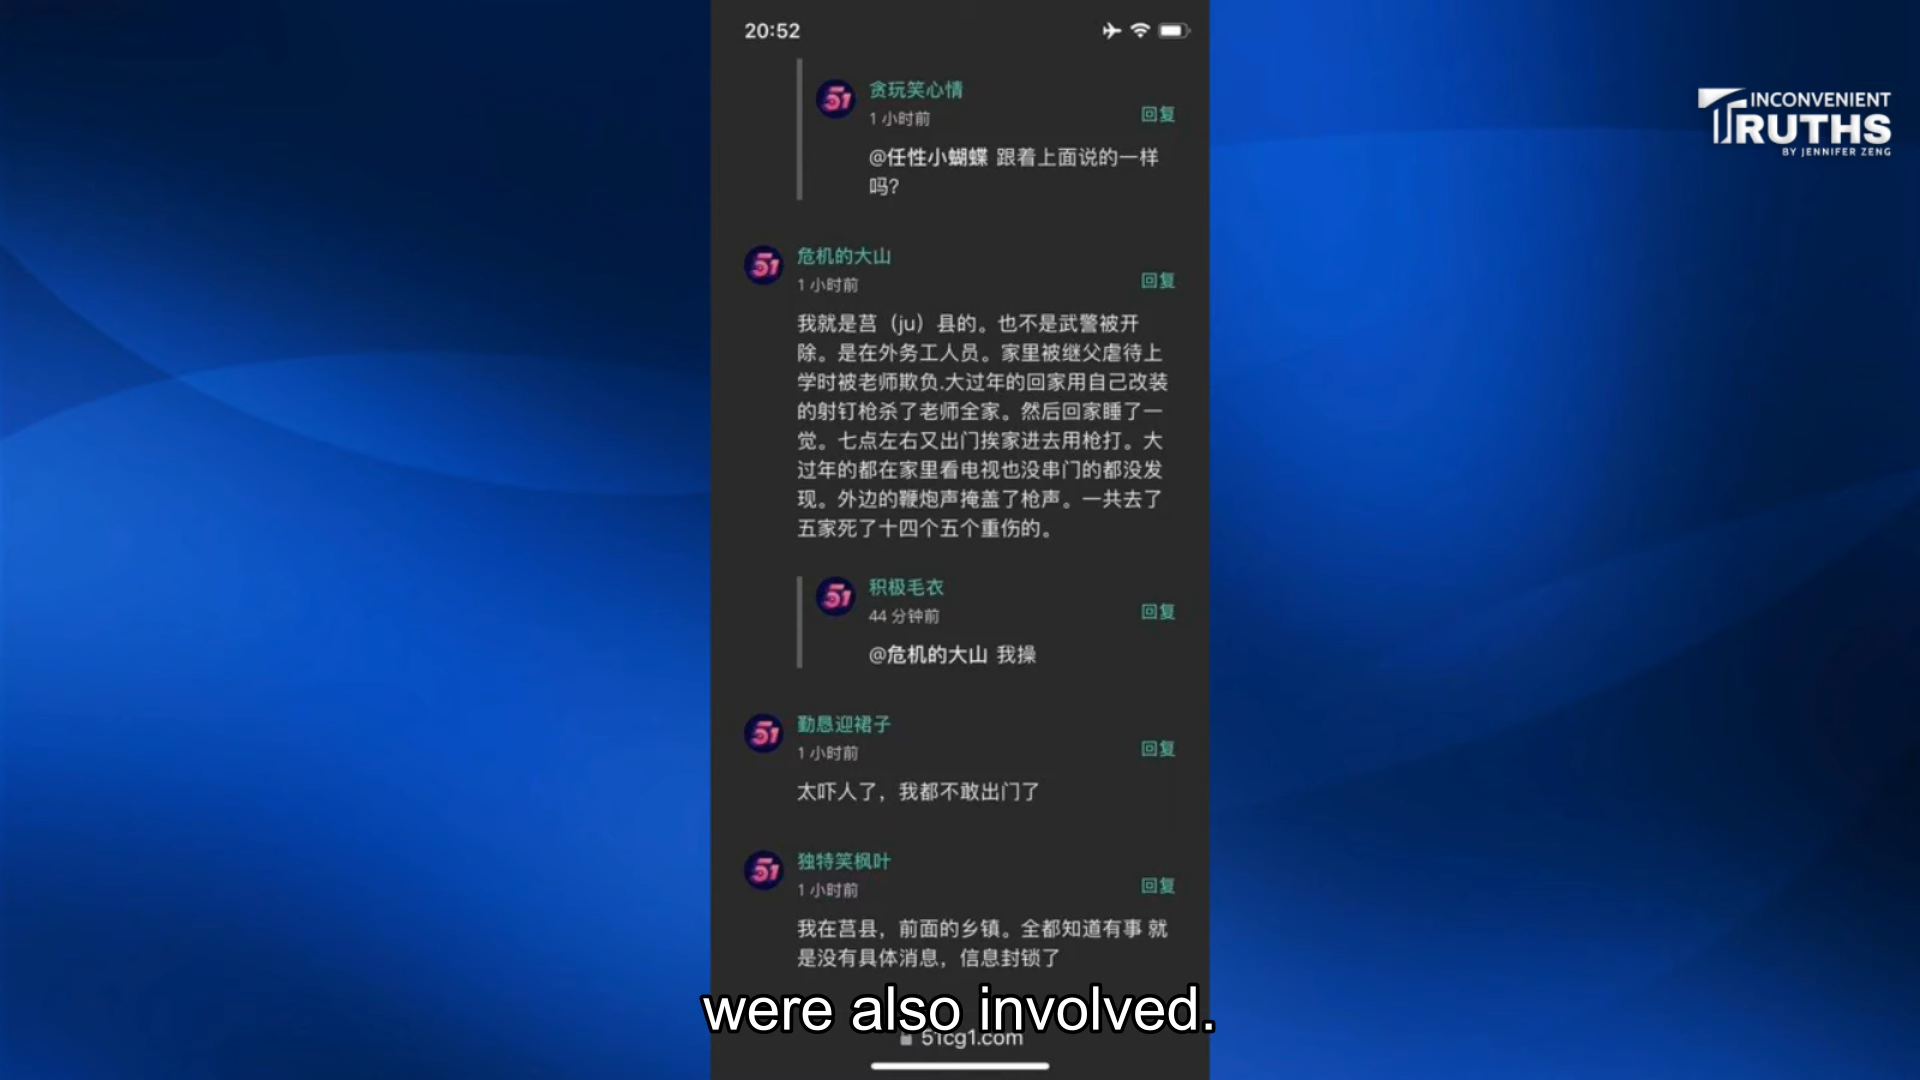 20:52
INCONVENIENT
TRUTHS
BY JENNIFER ZENG
51
贪玩笑心情
1 小时前
回复
@任性小蝴蝶 跟着上面说的一样
吗?
51
危机的大山
1 小时前
回复
我就是莒（ju）县的。也不是武警被开
除。是在外务工人员。家里被继父虐待上
学时被老师欺负.大过年的回家用自己改装
的射钉枪杀了老师全家。然后回家睡了一
觉。七点左右又出门挨家进去用枪打。大
过年的都在家里看电视也没串门的都没发
现。外边的鞭炮声掩盖了枪声。一共去了
五家死了十四个五个重伤的。
51
积极毛衣
44 分钟前
回复
@危机的大山 我操
51
勤恳迎裙子
1 小时前
回复
太吓人了，我都不敢出门了
51
独特笑枫叶
1 小时前
回复
我在莒县，前面的乡镇。全都知道有事 就
是没有具体消息，信息封锁了
were also involved.
51cg1.com